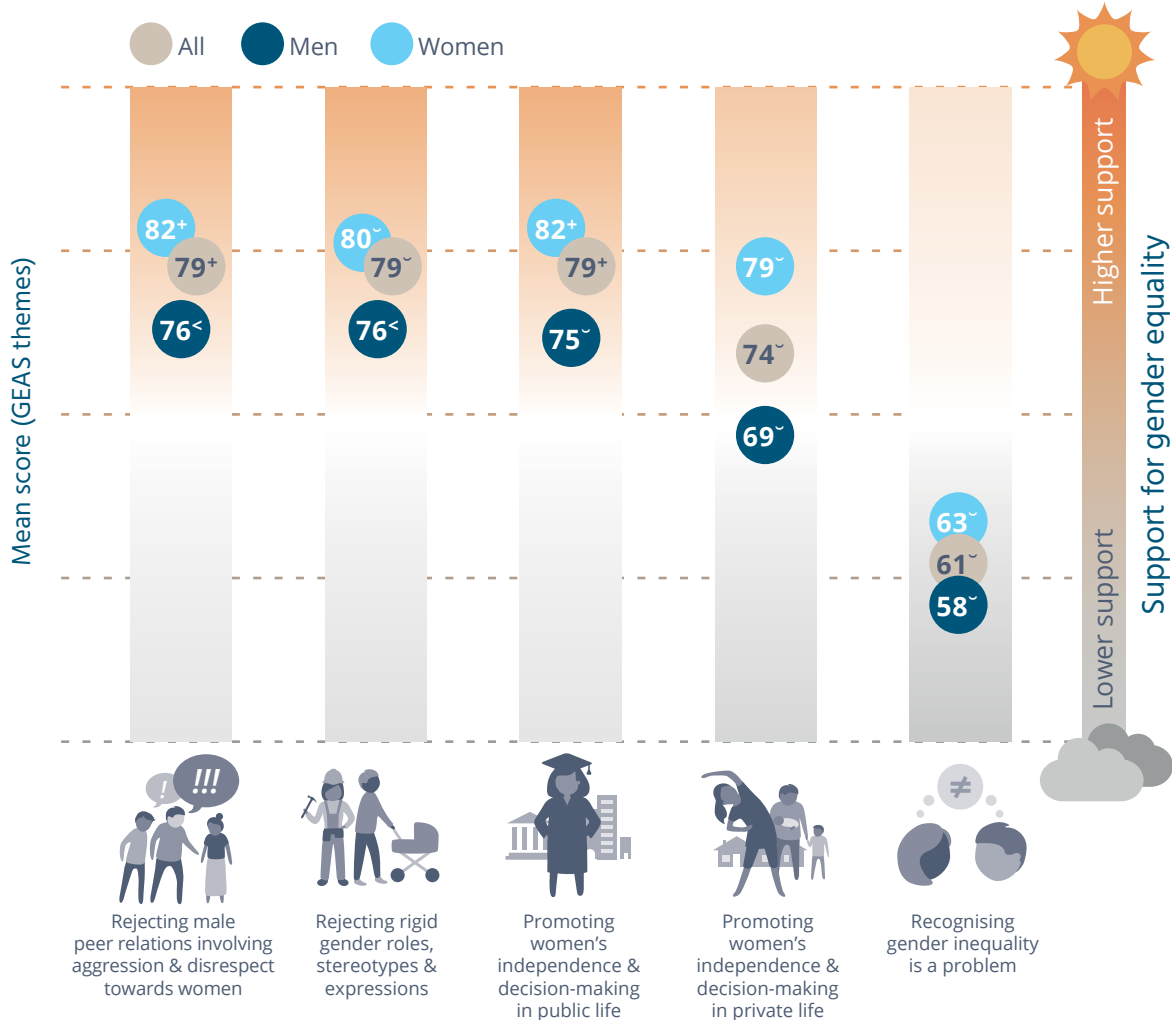 All
Men
Women
Mean score (GEAS themes)
82+
79+
76<
80˘
79˘
76<
82+
79+
75˘
79˘
74˘
69˘
63˘
61˘
58˘
Higher support
Lower support
Support for gender equality
!
!!!
≠
Rejecting male
peer relations involving
aggression & disrespect
towards women
Rejecting rigid
gender roles,
stereotypes &
expressions
Promoting
women’s
independence &
decision-making
in public life
Promoting
women’s
independence &
decision-making
in private life
Recognising
gender inequality
is a problem